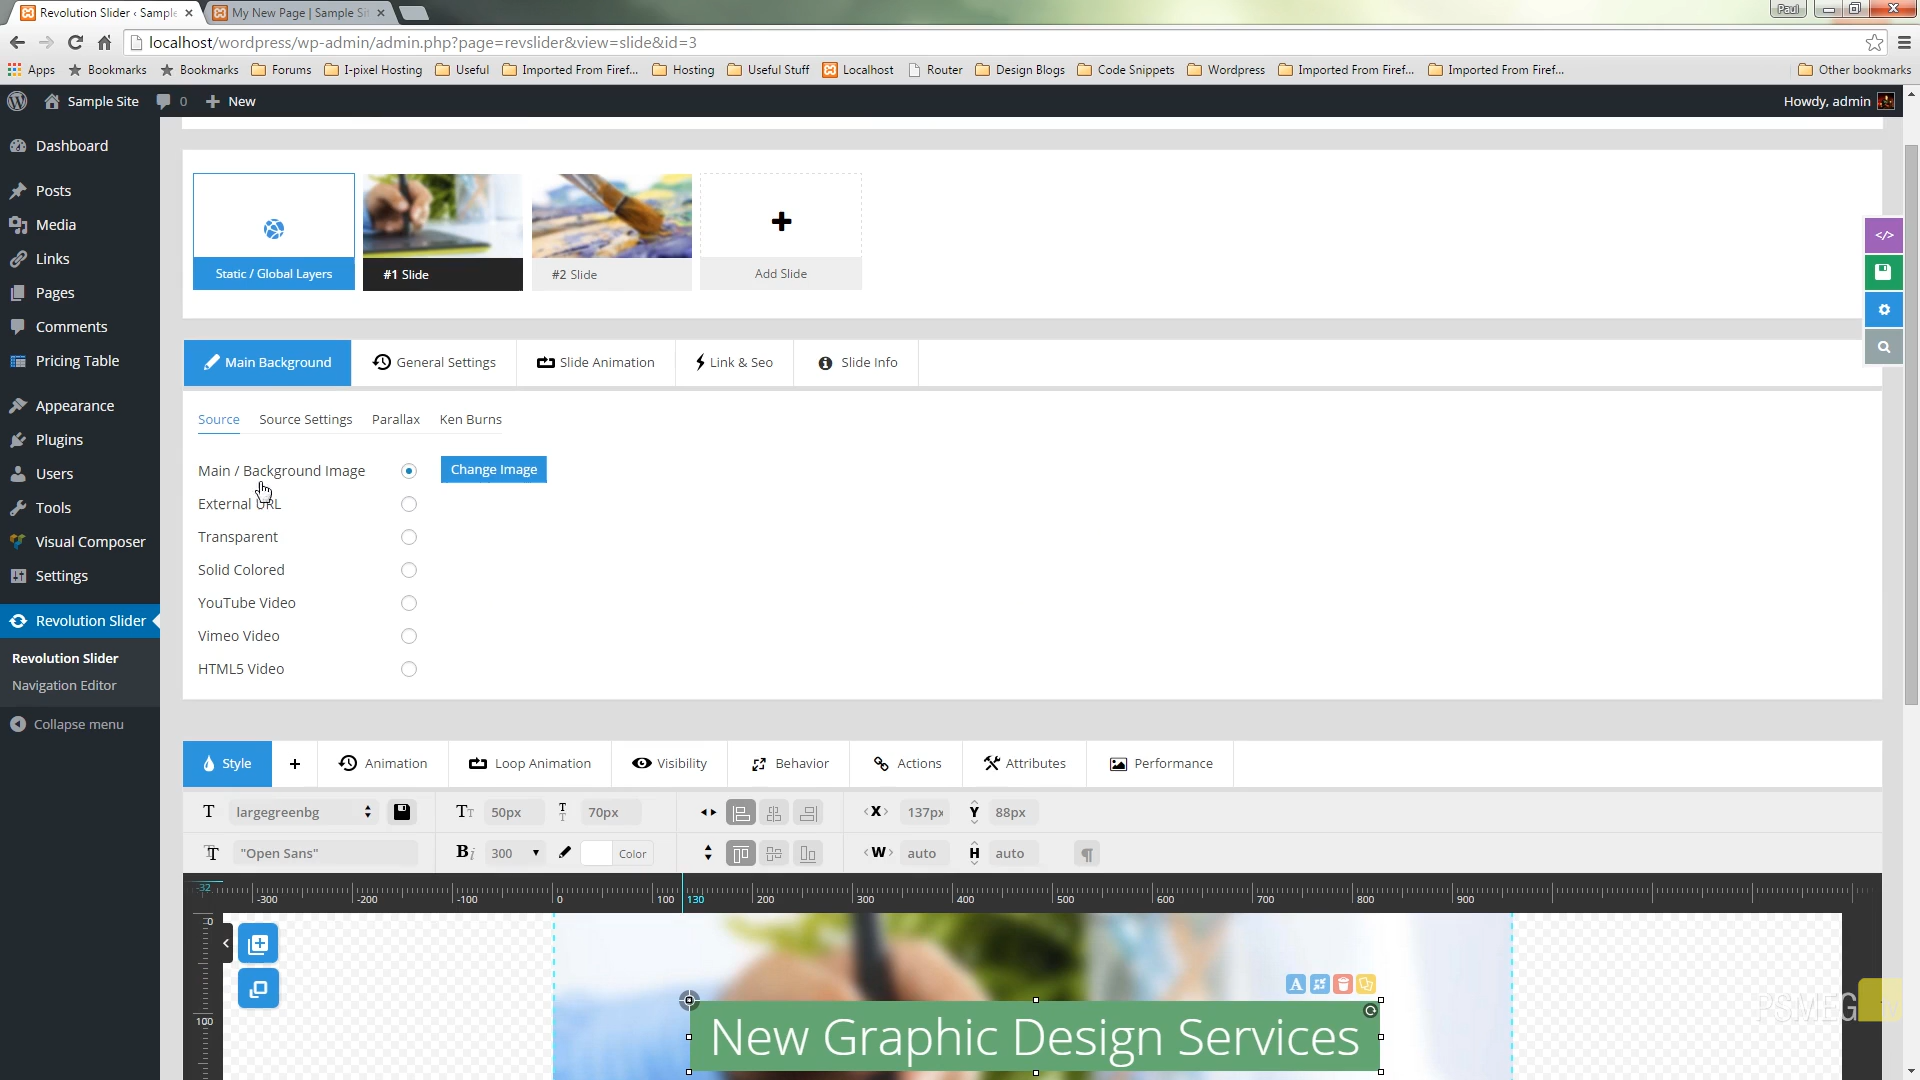 Revolution Slider ‹ Sample
My New Page | Sample Si
Paul
localhost/wordpress/wp-admin/admin.php?page=revslider&view=slide&id=3
Apps Bookmarks Bookmarks Forums I-pixel Hosting Useful Imported From Firef... Hosting Useful Stuff Localhost Router Design Blogs Code Snippets Wordpress Imported From Firef... Imported From Firef... Other bookmarks
Sample Site 0 New Howdy, admin
Dashboard
Posts
Media
Links
Pages
Comments
Pricing Table
Appearance
Plugins
Users
Tools
Visual Composer
Settings
Revolution Slider
Revolution Slider
Navigation Editor
Collapse menu
Static / Global Layers #1 Slide #2 Slide Add Slide
</>
Main Background General Settings Slide Animation Link & Seo Slide Info
Source Source Settings Parallax Ken Burns
Main / Background Image Change Image
External URL
Transparent
Solid Colored
YouTube Video
Vimeo Video
HTML5 Video
Style + Animation Loop Animation Visibility Behavior Actions Attributes Performance
T largegreenbg TT 50px 70px X 137px Y 88px
T "Open Sans" Bi 300 Color W auto H auto ¶
-32 -300 -200 -100 0 100 130 200 300 400 500 600 700 800 900
0
100
A
New Graphic Design Services
PSMEG